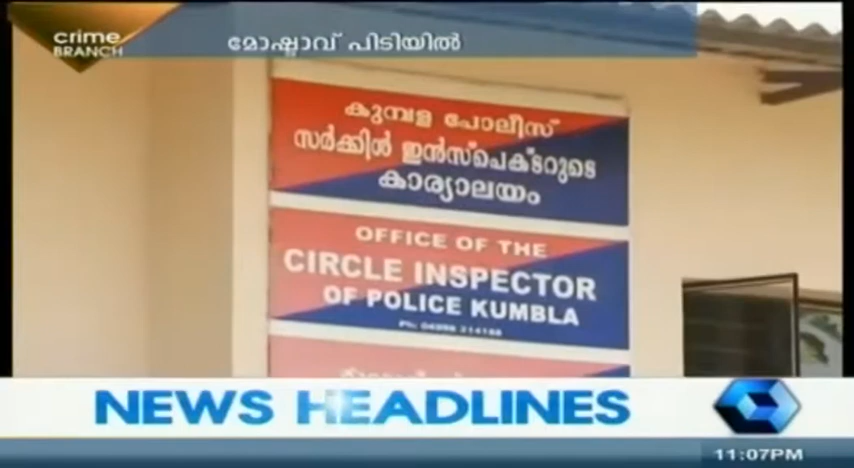 crime
BRANCH
മോഷ്ടാവ് പിടിയിൽ
കുമ്പള പോലീസ്
സർക്കിൾ ഇൻസ്പെക്ടറുടെ
കാര്യാലയം
OFFICE OF THE
CIRCLE INSPECTOR
OF POLICE KUMBLA
NEWS HEADLINES
11:07PM